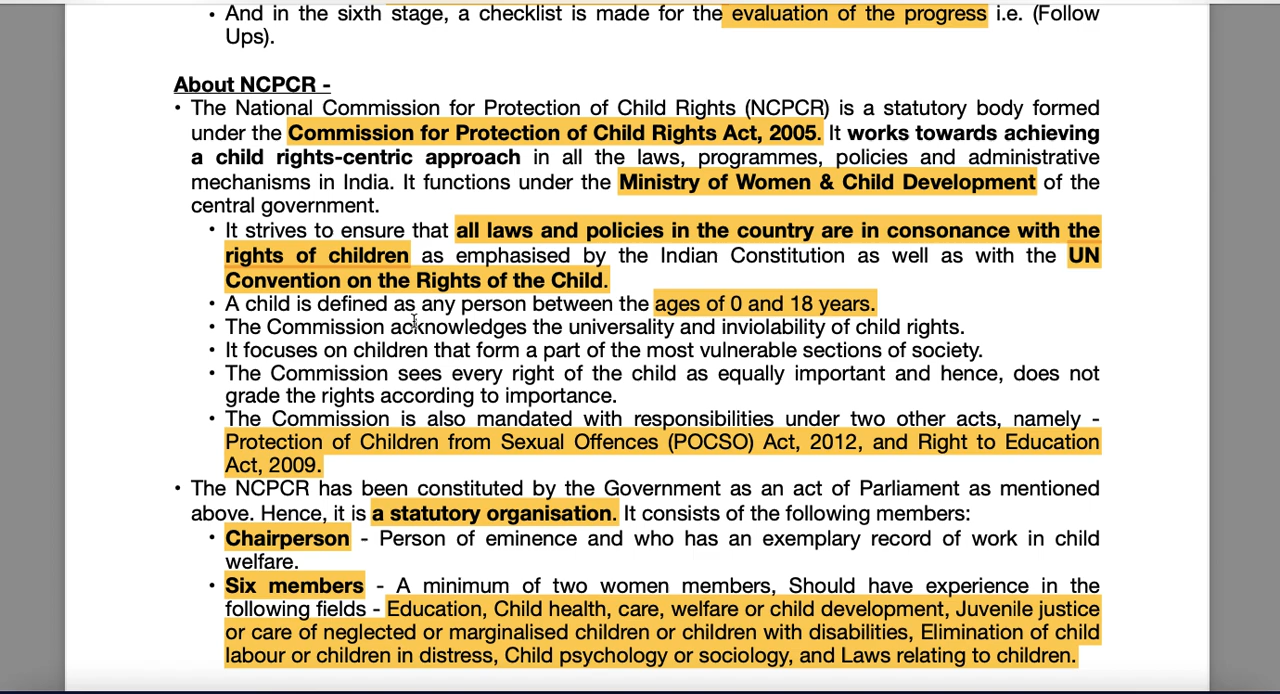 • And in the sixth stage, a checklist is made for the evaluation of the progress i.e. (Follow
Ups).
About NCPCR -
• The National Commission for Protection of Child Rights (NCPCR) is a statutory body formed
under the Commission for Protection of Child Rights Act, 2005. It works towards achieving
a child rights-centric approach in all the laws, programmes, policies and administrative
mechanisms in India. It functions under the Ministry of Women & Child Development of the
central government.
• It strives to ensure that all laws and policies in the country are in consonance with the
rights of children as emphasised by the Indian Constitution as well as with the UN
Convention on the Rights of the Child.
• A child is defined as any person between the ages of 0 and 18 years.
• The Commission acknowledges the universality and inviolability of child rights.
• It focuses on children that form a part of the most vulnerable sections of society.
• The Commission sees every right of the child as equally important and hence, does not
grade the rights according to importance.
• The Commission is also mandated with responsibilities under two other acts, namely -
Protection of Children from Sexual Offences (POCSO) Act, 2012, and Right to Education
Act, 2009.
• The NCPCR has been constituted by the Government as an act of Parliament as mentioned
above. Hence, it is a statutory organisation. It consists of the following members:
• Chairperson - Person of eminence and who has an exemplary record of work in child
welfare.
• Six members - A minimum of two women members, Should have experience in the
following fields - Education, Child health, care, welfare or child development, Juvenile justice
or care of neglected or marginalised children or children with disabilities, Elimination of child
labour or children in distress, Child psychology or sociology, and Laws relating to children.